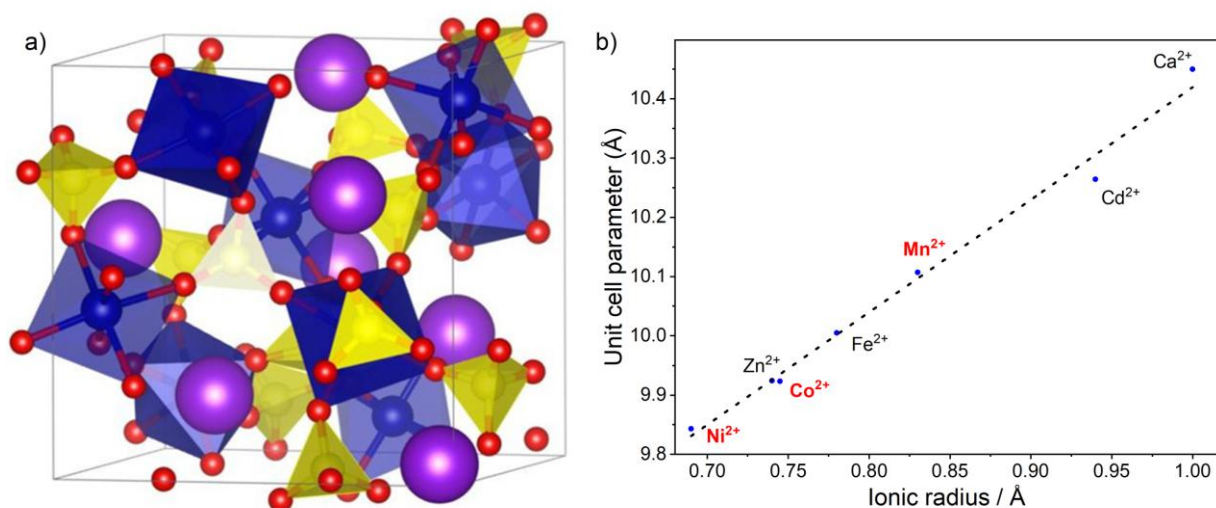 a)
b)
Unit cell parameter (Å)
10.4
10.3
10.2
10.1
10.0
9.9
9.8
Ca²⁺
Cd²⁺
Mn²⁺
Fe²⁺
Zn²⁺
Co²⁺
Ni²⁺
0.70 0.75 0.80 0.85 0.90 0.95 1.00
Ionic radius / Å